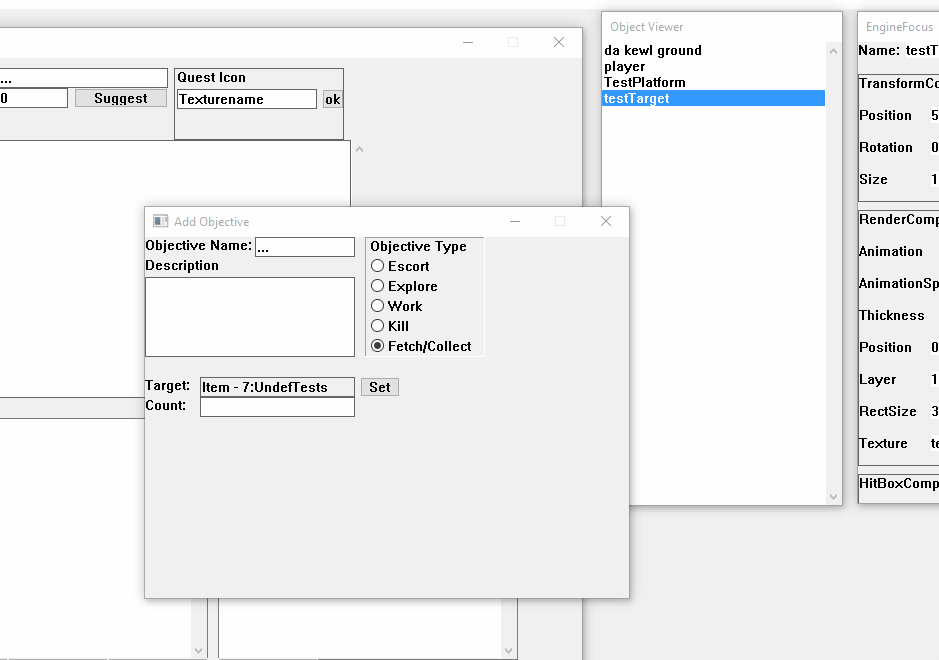 ...
0
Suggest
Quest Icon
Texturename
ok
Add Objective
Objective Name:
...
Description
Objective Type
Escort
Explore
Work
Kill
Fetch/Collect
Target:
Item - 7:UndefTests
Set
Count:
Object Viewer
da kewl ground
player
TestPlatform
testTarget
EngineFocus
Name: testT
TransformCo
Position 5
Rotation 0
Size 1
RenderComp
Animation
AnimationSp
Thickness
Position 0
Layer 1
RectSize 3
Texture te
HitBoxComp